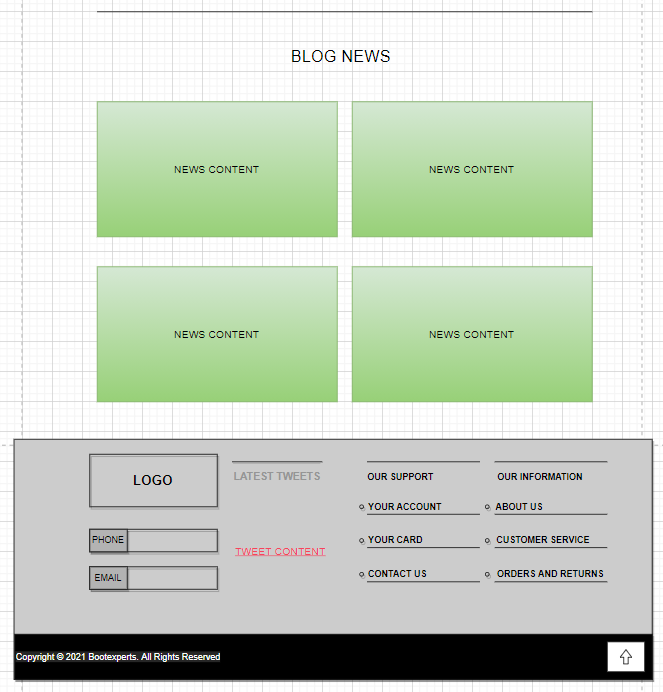 BLOG NEWS
NEWS CONTENT
NEWS CONTENT
NEWS CONTENT
NEWS CONTENT
LOGO
PHONE
EMAIL
LATEST TWEETS
TWEET CONTENT
OUR SUPPORT
YOUR ACCOUNT
YOUR CARD
CONTACT US
OUR INFORMATION
ABOUT US
CUSTOMER SERVICE
ORDERS AND RETURNS
Copyright © 2021 Bootexperts. All Rights Reserved